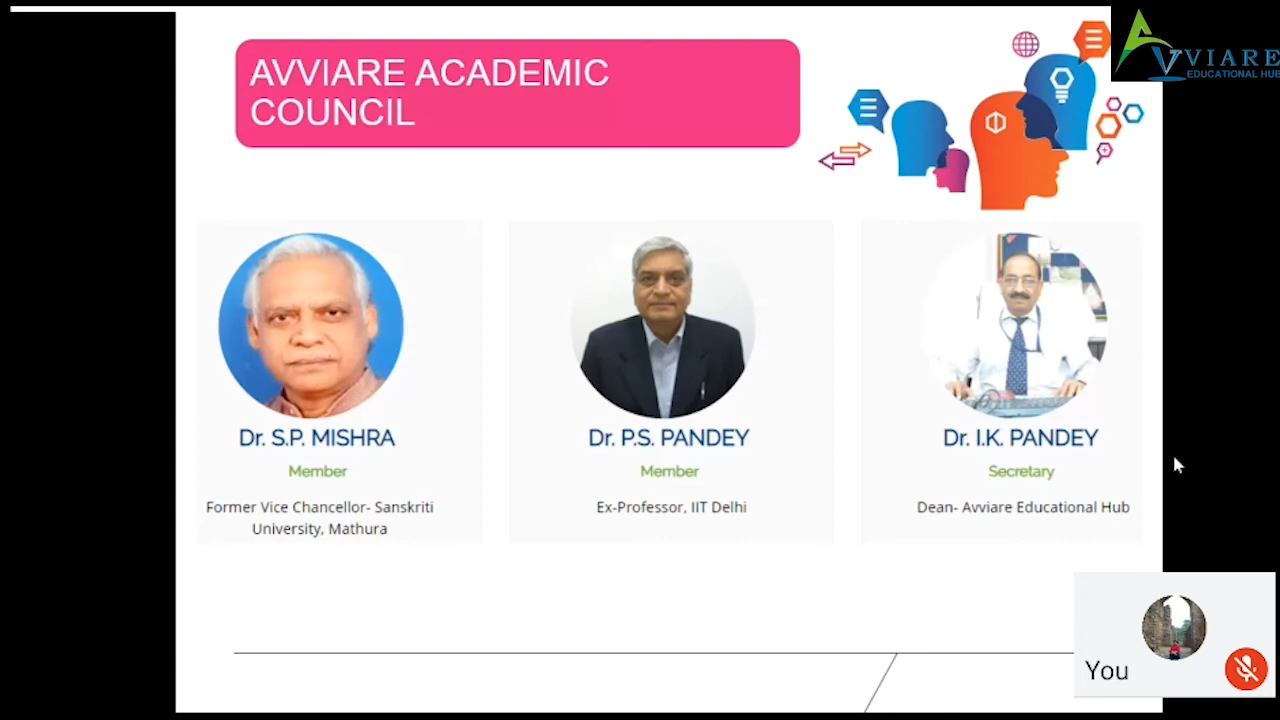 AVVIARE ACADEMIC
COUNCIL
AVVIARE
EDUCATIONAL HUB
Dr. S.P. MISHRA
Member
Former Vice Chancellor- Sanskriti
University, Mathura
Dr. P.S. PANDEY
Member
Ex-Professor, IIT Delhi
Dr. I.K. PANDEY
Secretary
Dean- Avviare Educational Hub
You